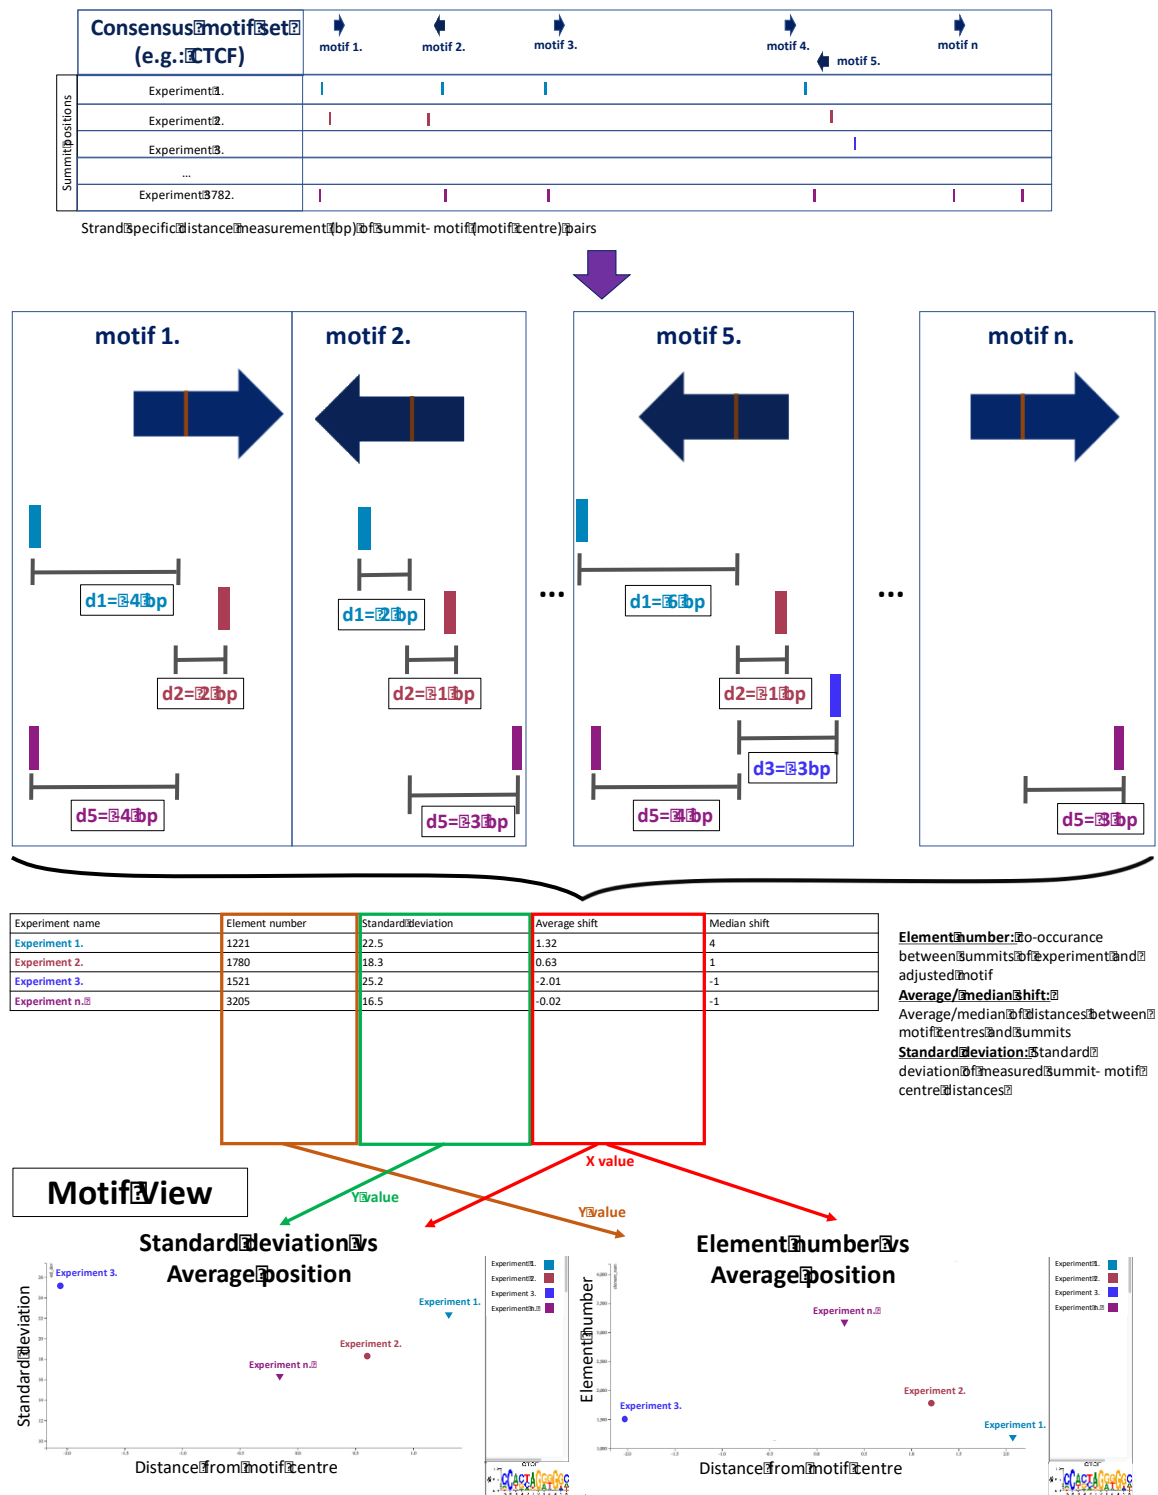 Consensus motif set
(e.g.: CTCF)
motif 1.
motif 2.
motif 3.
motif 4.
motif 5.
motif n
Summit positions
Experiment 1.
Experiment 2.
Experiment 3.
...
Experiment 3782.
Strand specific distance measurement (bp) of summit- motif (motif centre) pairs
motif 1.
motif 2.
motif 5.
motif n.
d1= -4 bp
d2= 2 bp
d5= -4 bp
d1= 2 bp
d2= -1 bp
d5= -3 bp
...
d1= 6 bp
d2= -1 bp
d3= -3bp
d5= 4 bp
...
d5= 3 bp
Experiment name Element number Standard deviation Average shift Median shift
Experiment 1. 1221 22.5 1.32 4
Experiment 2. 1780 18.3 0.63 1
Experiment 3. 1521 25.2 -2.01 -1
Experiment n. 3205 16.5 -0.02 -1
Element number: co-occurance
between summits of experiment and
adjusted motif
Average/ median shift:
Average/median of distances between
motif centres and summits
Standard deviation: Standard
deviation of measured summit- motif
centre distances
X value
Y value
Y value
Motif View
Standard deviation vs
Average position
Experiment 3.
Experiment 1.
Experiment 2.
Experiment n.
Standard deviation
Distance from motif centre
Experiment 1.
Experiment 2.
Experiment 3.
Experiment n.
Element number vs
Average position
Experiment n.
Experiment 2.
Experiment 3.
Experiment 1.
Element number
Distance from motif centre
Experiment 1.
Experiment 2.
Experiment 3.
Experiment n.